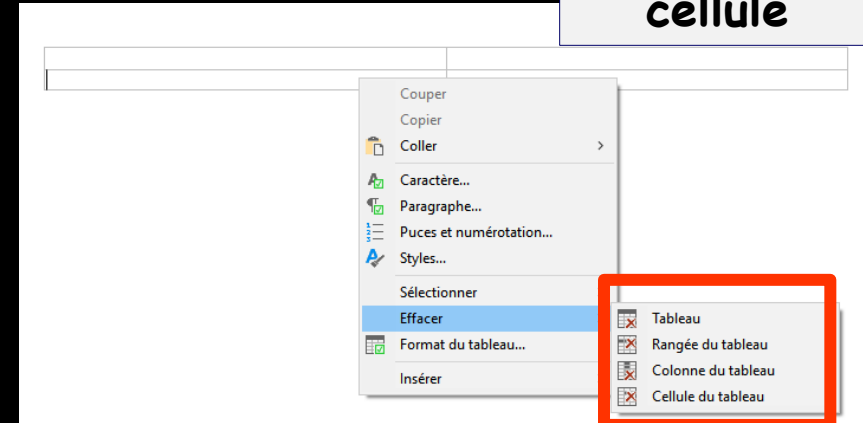 cellule
Couper
Copier
Coller
Caractère...
Paragraphe...
Puces et numérotation...
Styles...
Sélectionner
Effacer
Format du tableau...
Insérer
Tableau
Rangée du tableau
Colonne du tableau
Cellule du tableau